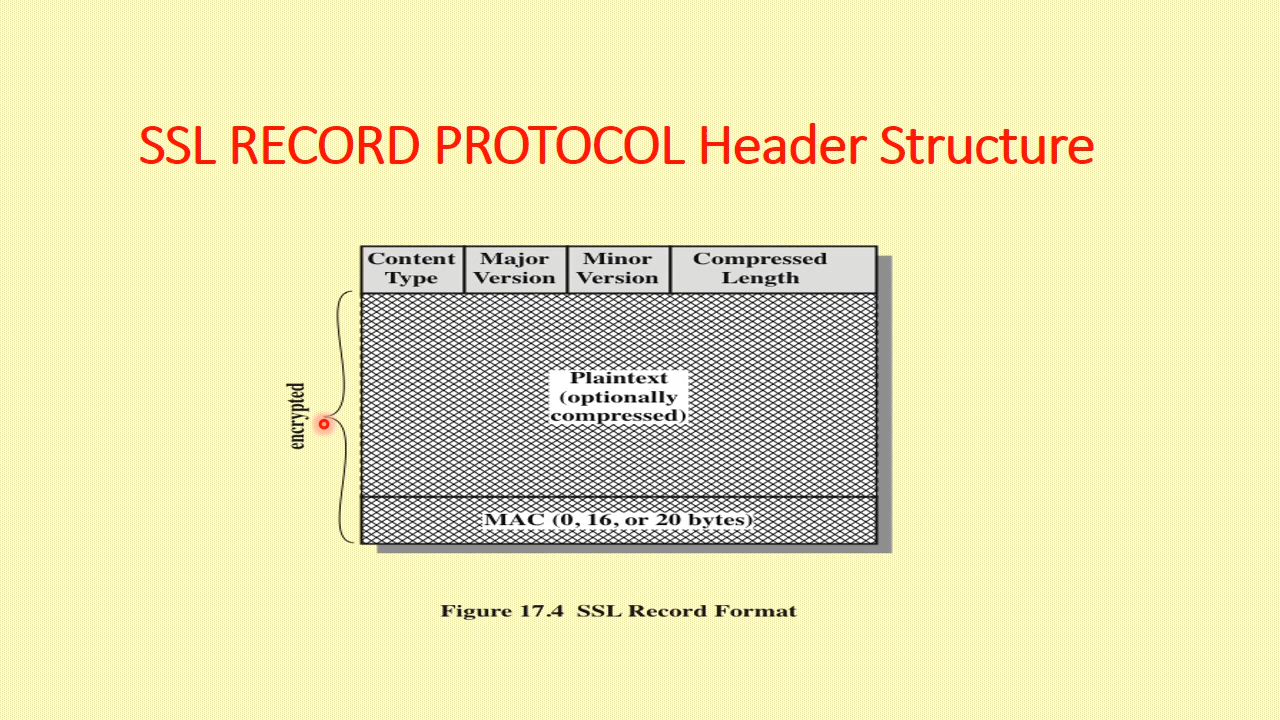 SSL RECORD PROTOCOL Header Structure
Content Type
Major Version
Minor Version
Compressed Length
encrypted
Plaintext
(optionally
compressed)
MAC (0, 16, or 20 bytes)
Figure 17.4 SSL Record Format